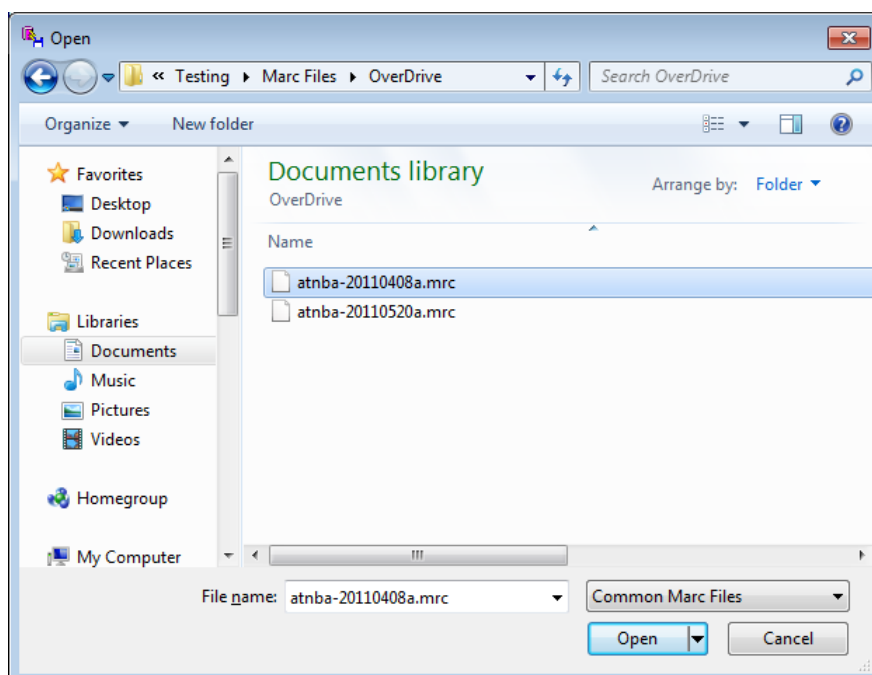 Open
« Testing Marc Files OverDrive Search OverDrive
Organize New folder
Favorites
Desktop
Downloads
Recent Places
Libraries
Documents
Music
Pictures
Videos
Homegroup
My Computer
Documents library
OverDrive
Arrange by: Folder
Name
atnba-20110408a.mrc
atnba-20110520a.mrc
File name: atnba-20110408a.mrc Common Marc Files
Open Cancel